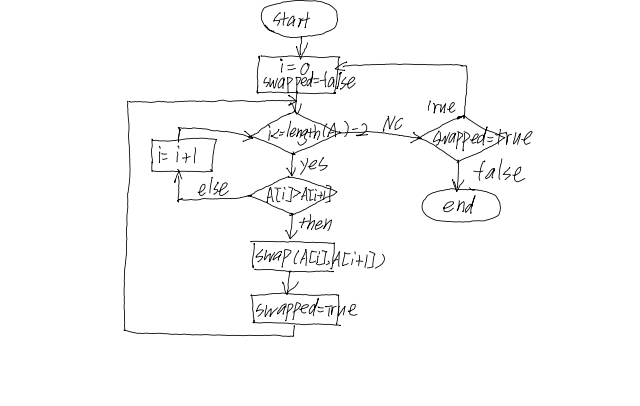 start
i=0
swapped=false
i<=length(A)-2
NO
True
swapped=true
false
end
yes
i=i+1
else
A[i]>A[i+1]
then
swap(A[i],A[i+1])
swapped=true